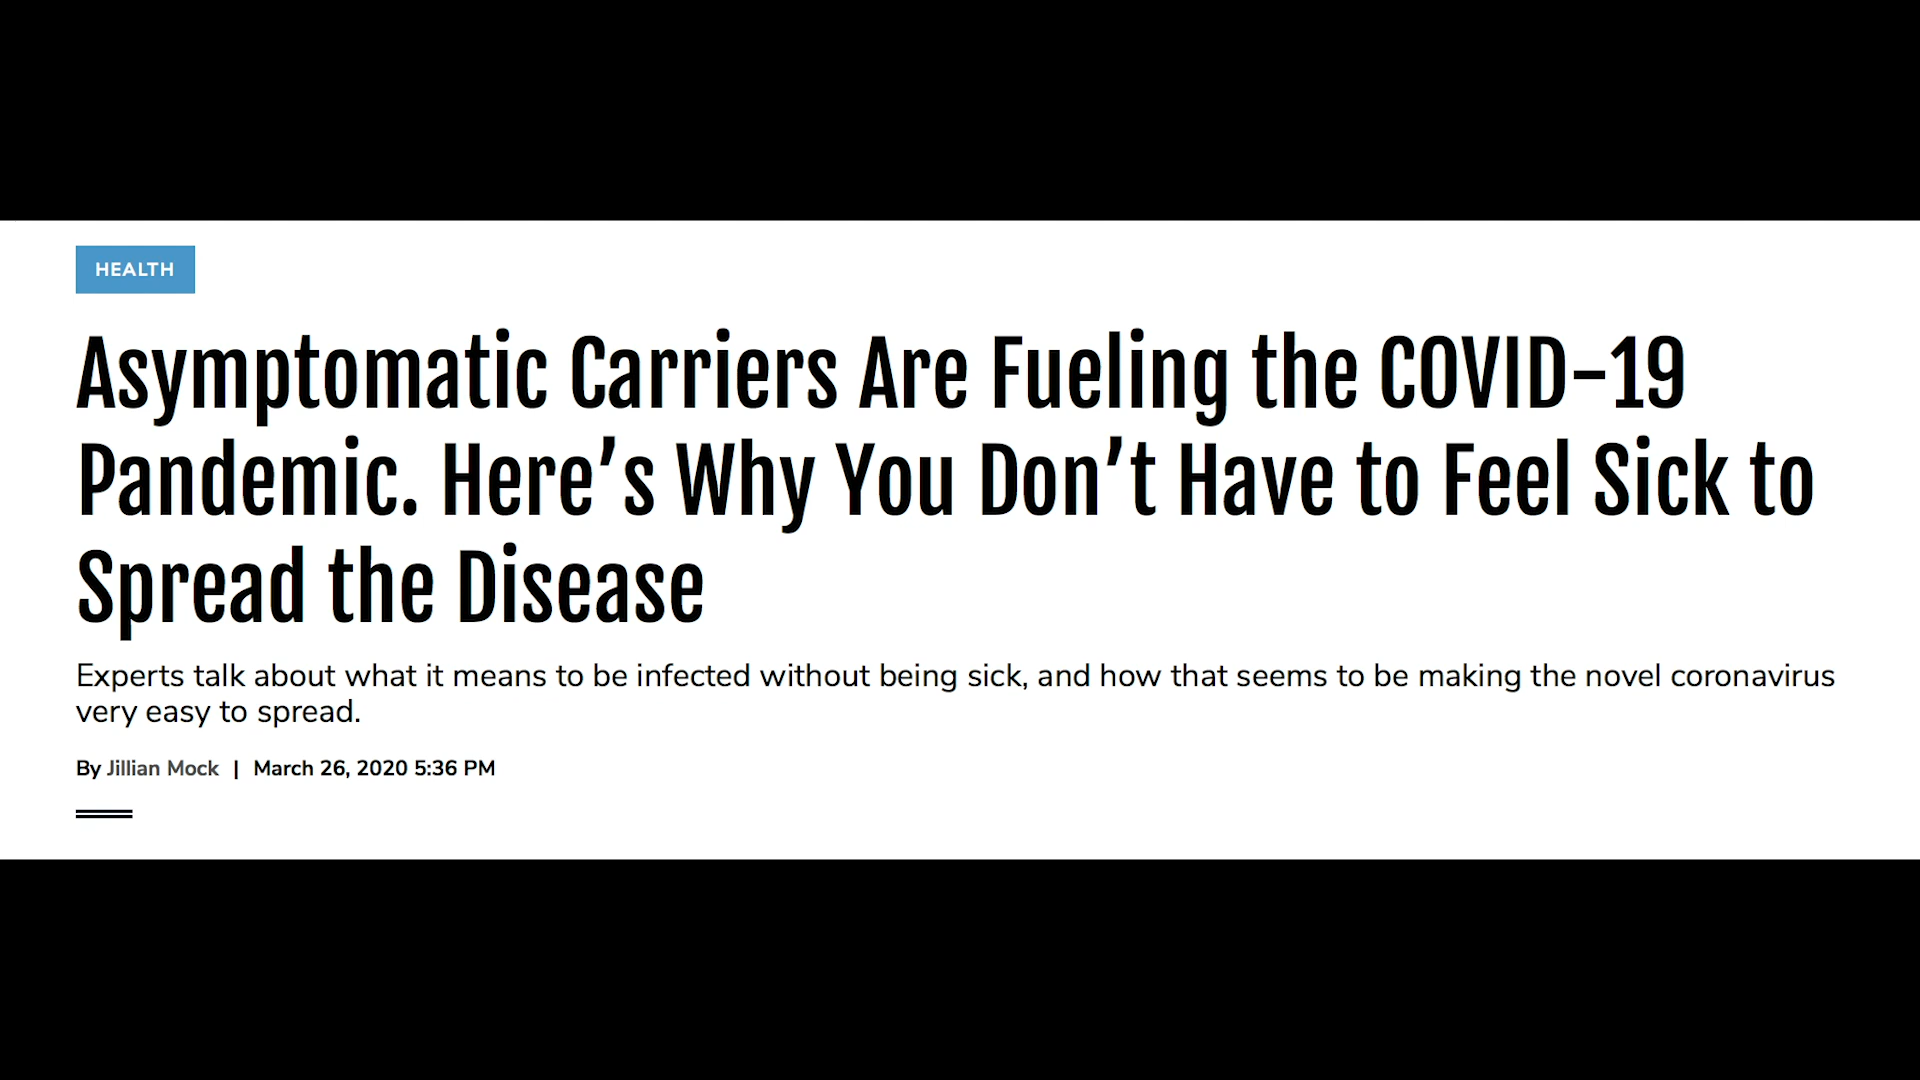 HEALTH
Asymptomatic Carriers Are Fueling the COVID-19
Pandemic. Here’s Why You Don’t Have to Feel Sick to
Spread the Disease
Experts talk about what it means to be infected without being sick, and how that seems to be making the novel coronavirus
very easy to spread.
By Jillian Mock | March 26, 2020 5:36 PM